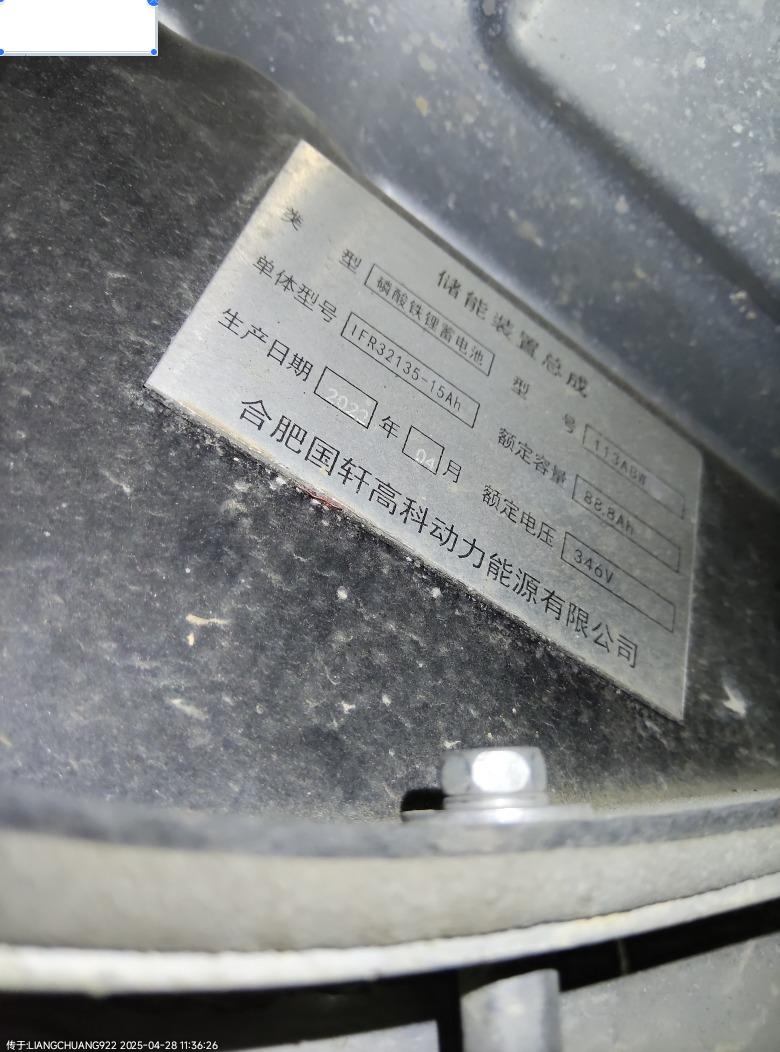 储能装置总成
类 型 磷酸铁锂蓄电池 型 号 113ABW
单体型号 IFR32135-15Ah 额定容量 88.8Ah
生产日期 2022 年 04 月 额定电压 346V
合肥国轩高科动力能源有限公司
传于:LIANGCHUANG922 2025-04-28 11:36:26